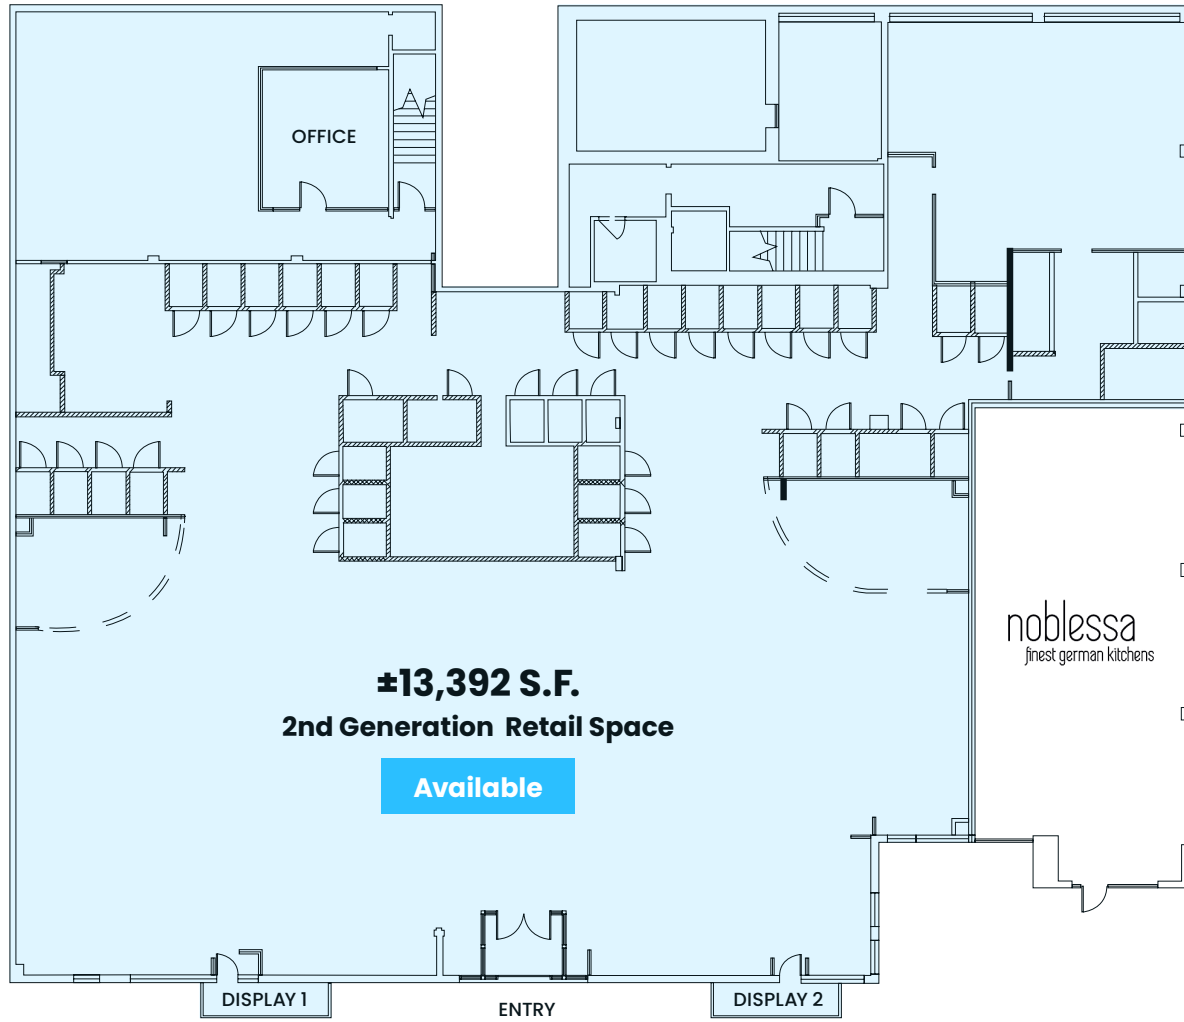 OFFICE
noblessa
finest german kitchens
±13,392 S.F.
2nd Generation Retail Space
Available
DISPLAY 1
ENTRY
DISPLAY 2